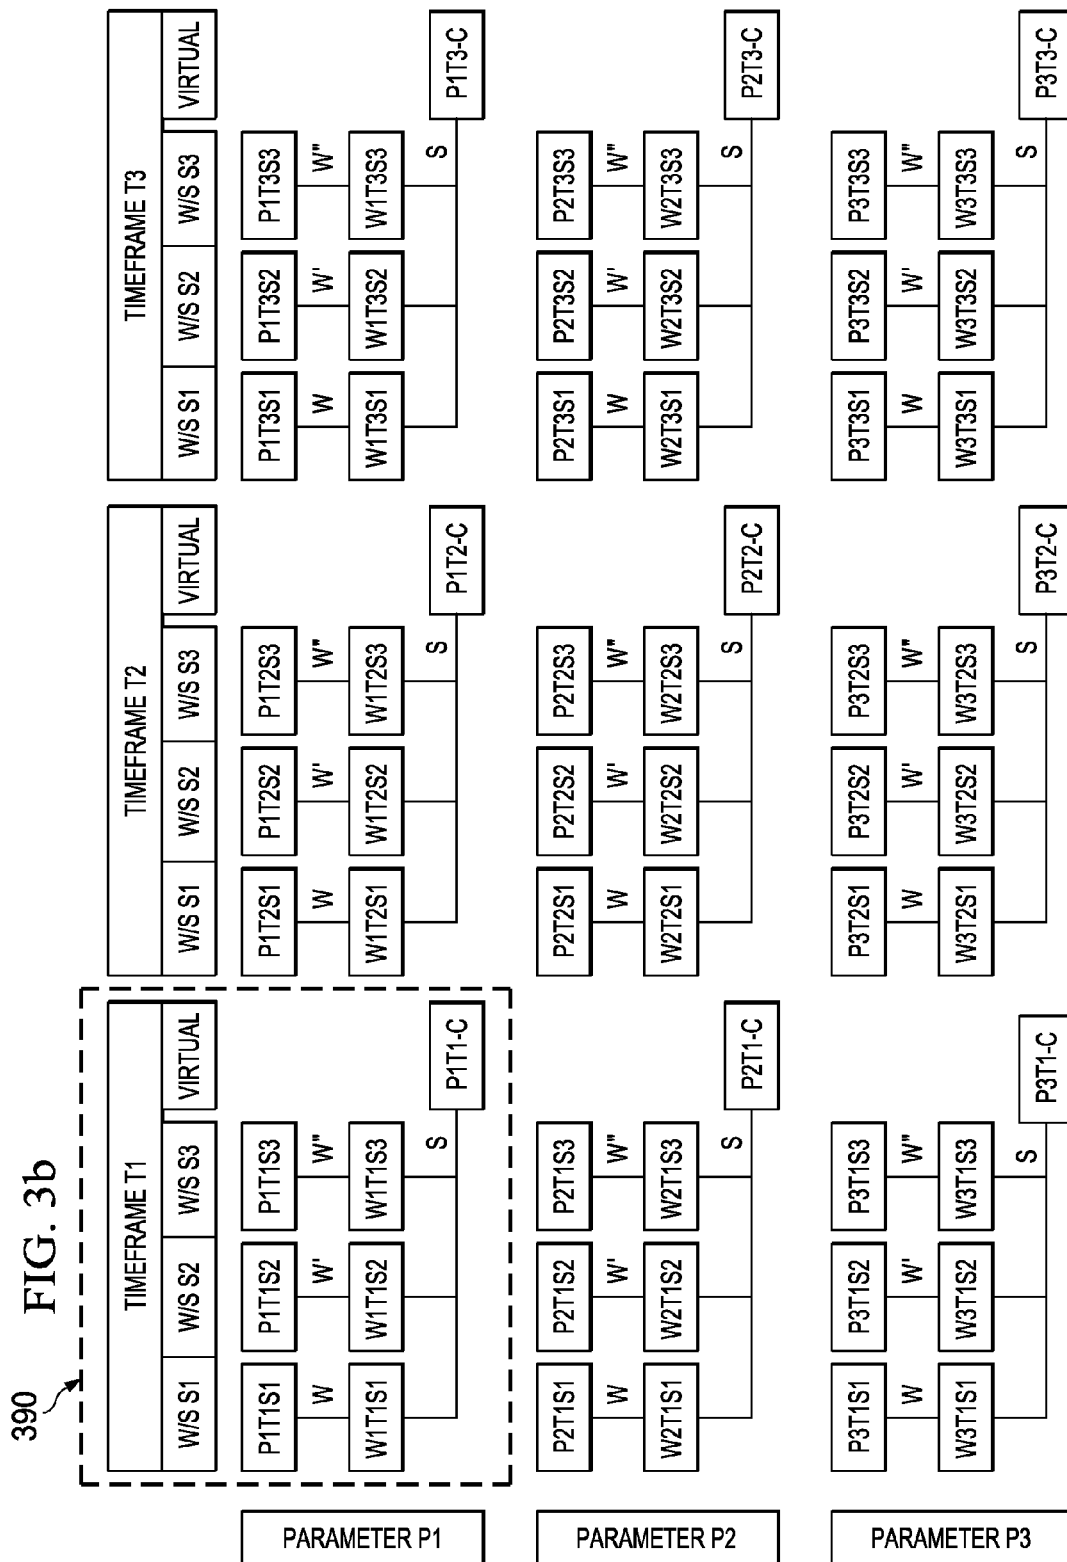 FIG. 3b
390
TIMEFRAME T1 TIMEFRAME T2 TIMEFRAME T3
W/S S1 W/S S2 W/S S3 VIRTUAL W/S S1 W/S S2 W/S S3 VIRTUAL W/S S1 W/S S2 W/S S3 VIRTUAL
PARAMETER P1
P1T1S1 P1T1S2 P1T1S3 P1T2S1 P1T2S2 P1T2S3 P1T3S1 P1T3S2 P1T3S3
W W' W" W W' W" W W' W"
W1T1S1 W1T1S2 W1T1S3 W1T2S1 W1T2S2 W1T2S3 W1T3S1 W1T3S2 W1T3S3
S P1T1-C S P1T2-C S P1T3-C
PARAMETER P2
P2T1S1 P2T1S2 P2T1S3 P2T2S1 P2T2S2 P2T2S3 P2T3S1 P2T3S2 P2T3S3
W W' W" W W' W" W W' W"
W2T1S1 W2T1S2 W2T1S3 W2T2S1 W2T2S2 W2T2S3 W2T3S1 W2T3S2 W2T3S3
S P2T1-C S P2T2-C S P2T3-C
PARAMETER P3
P3T1S1 P3T1S2 P3T1S3 P3T2S1 P3T2S2 P3T2S3 P3T3S1 P3T3S2 P3T3S3
W W' W" W W' W" W W' W"
W3T1S1 W3T1S2 W3T1S3 W3T2S1 W3T2S2 W3T2S3 W3T3S1 W3T3S2 W3T3S3
S P3T1-C S P3T2-C S P3T3-C